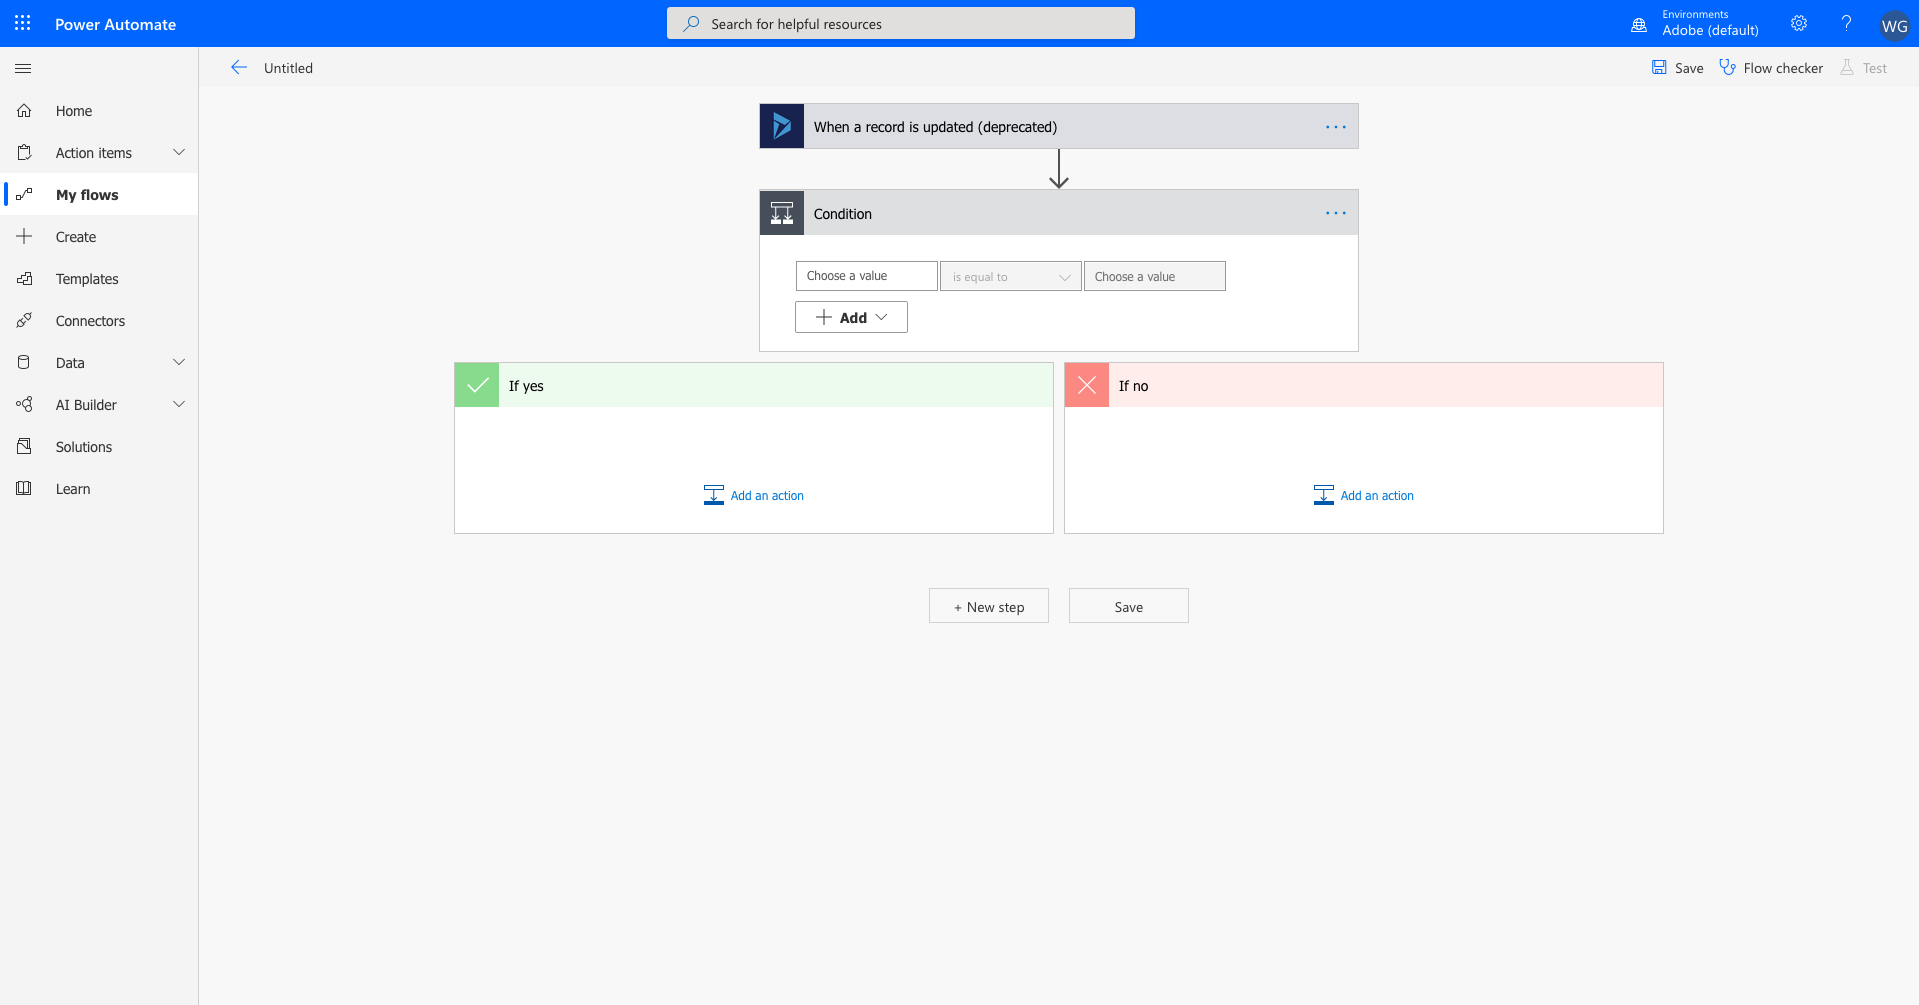 Power Automate
Search for helpful resources
Environments
Adobe (default)
?
WG
Untitled
Save
Flow checker
Test
Home
Action items
My flows
Create
Templates
Connectors
Data
AI Builder
Solutions
Learn
When a record is updated (deprecated)
Condition
Choose a value
is equal to
Choose a value
Add
If yes
If no
Add an action
Add an action
+ New step
Save